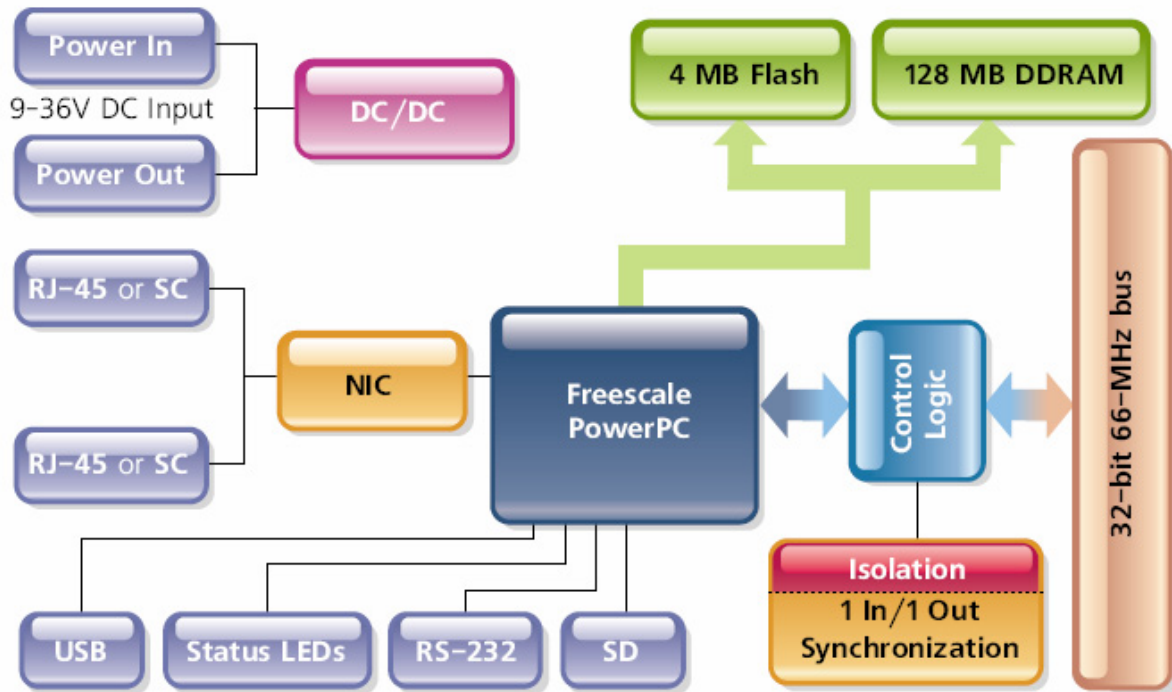 Power In
9-36V DC Input
Power Out
DC/DC
4 MB Flash
128 MB DDRAM
RJ-45 or SC
RJ-45 or SC
NIC
Freescale
PowerPC
Control
Logic
32-bit 66-MHz bus
Isolation
1 In/1 Out
Synchronization
USB
Status LEDs
RS-232
SD